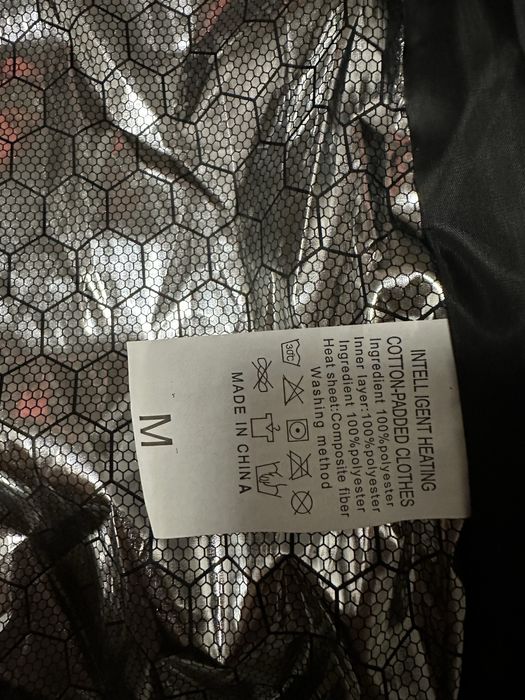 INTELLIGENT HEATING
COTTON-PADDED CLOTHES
Ingredient 100%polyester
Inner layer:100%polyester
Ingredient 100%polyester
Heat sheet:Composite fiber
Washing method
30C
MADE IN CHINA
M